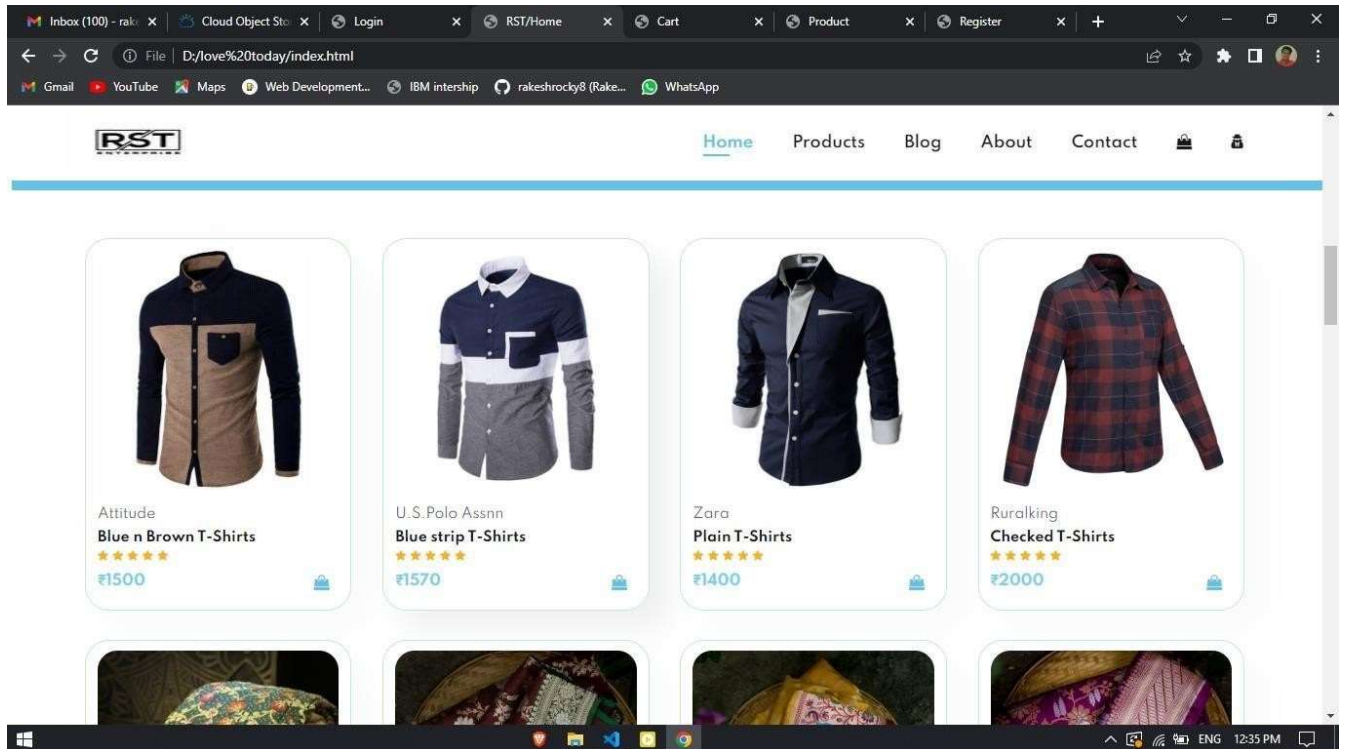 Inbox (100) - rake
Cloud Object Sto
Login
RST/Home
Cart
Product
Register
File | D:/love%20today/index.html
Gmail
YouTube
Maps
Web Development...
IBM intership
rakeshrocky8 (Rake...
WhatsApp
RST
ENTERPRISE
Home
Products
Blog
About
Contact
Attitude
Blue n Brown T-Shirts
₹1500
U.S.Polo Assnn
Blue strip T-Shirts
₹1570
Zara
Plain T-Shirts
₹1400
Ruralking
Checked T-Shirts
₹2000
ENG 12:35 PM